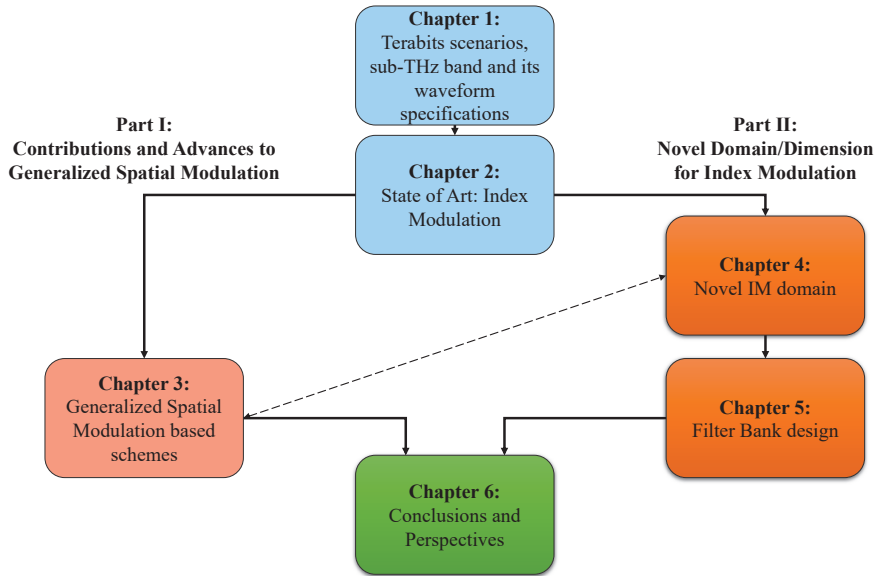 Chapter 1:
Terabits scenarios,
sub-THz band and its
waveform
specifications
Part I:
Contributions and Advances to
Generalized Spatial Modulation
Part II:
Novel Domain/Dimension
for Index Modulation
Chapter 2:
State of Art: Index
Modulation
Chapter 4:
Novel IM domain
Chapter 3:
Generalized Spatial
Modulation based
schemes
Chapter 5:
Filter Bank design
Chapter 6:
Conclusions and
Perspectives